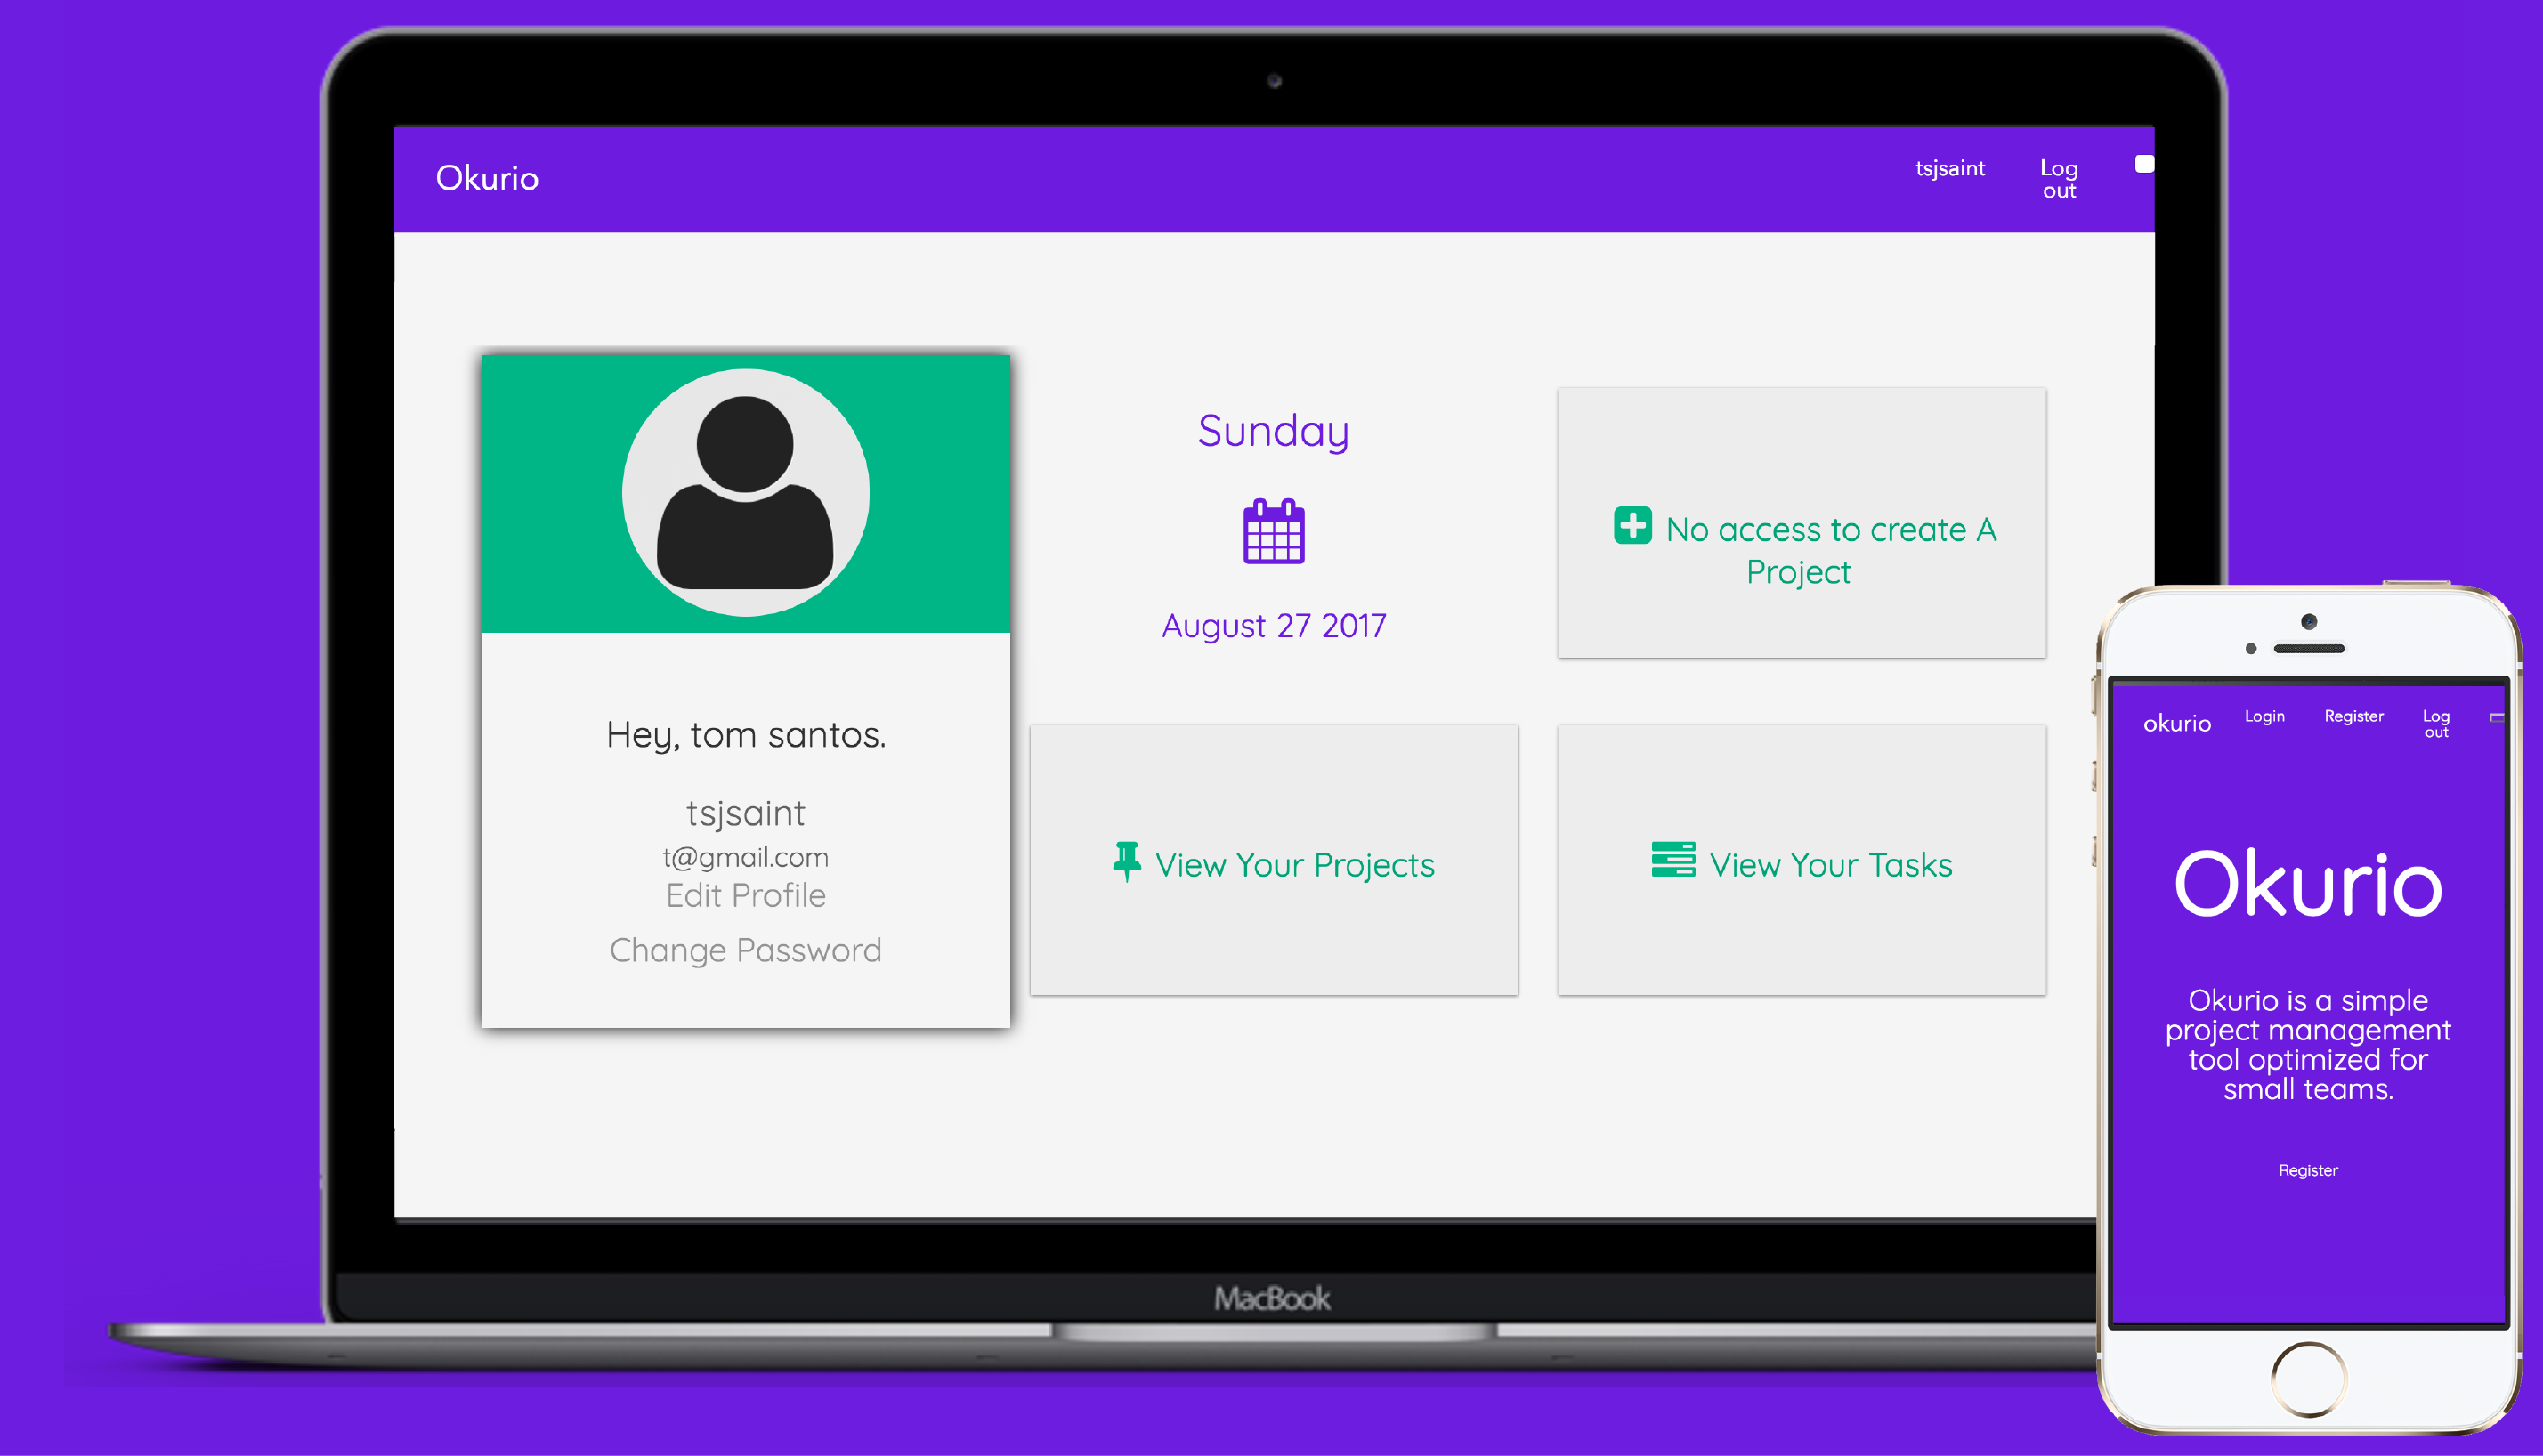 Okurio
tsjsaint
Log
out
Hey, tom santos.
tsjsaint
t@gmail.com
Edit Profile
Change Password
Sunday
August 27 2017
No access to create A
Project
View Your Projects
View Your Tasks
MacBook
okurio
Login
Register
Log
out
Okurio
Okurio is a simple
project management
tool optimized for
small teams.
Register